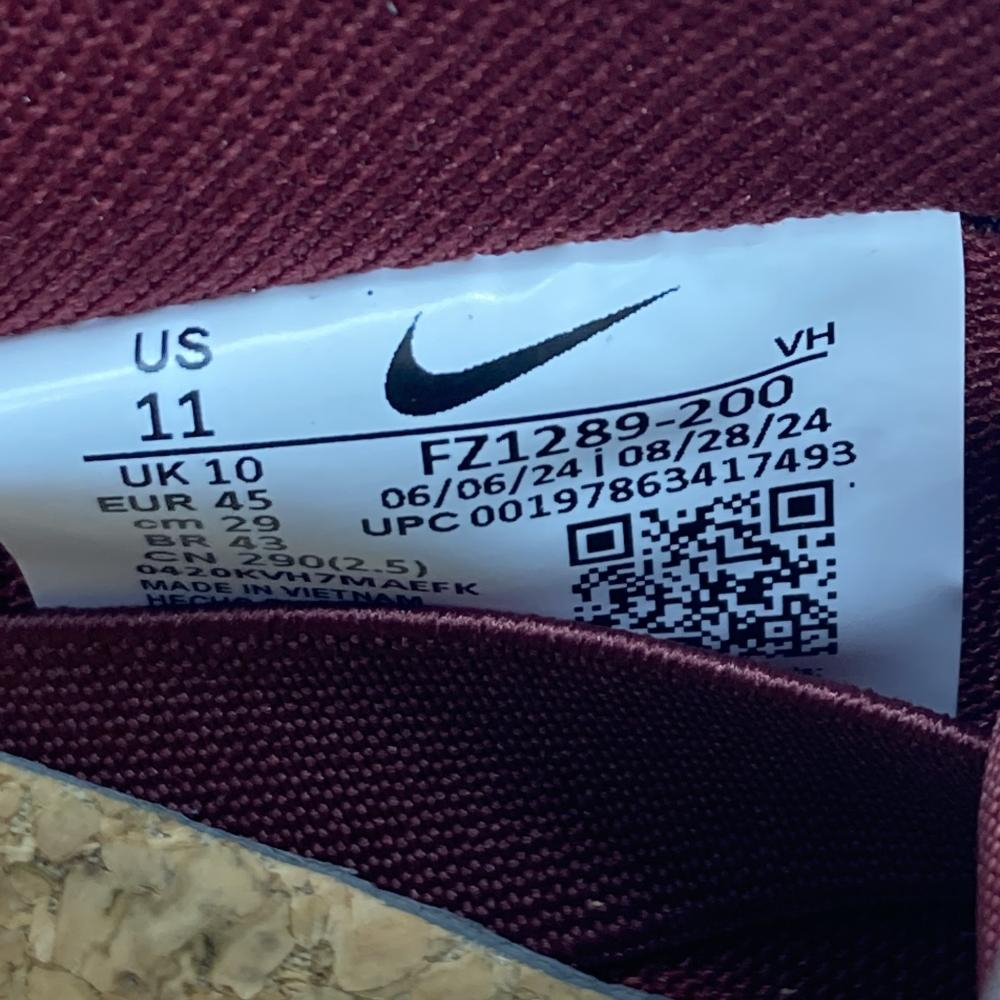 US
11
VH
FZ1289-200
06/06/24 | 08/28/24
UPC 00197863417493
UK 10
EUR 45
cm 29
BR 43
CN 290(2.5)
0420KVH7MAEFK
MADE IN VIETNAM
HECHO